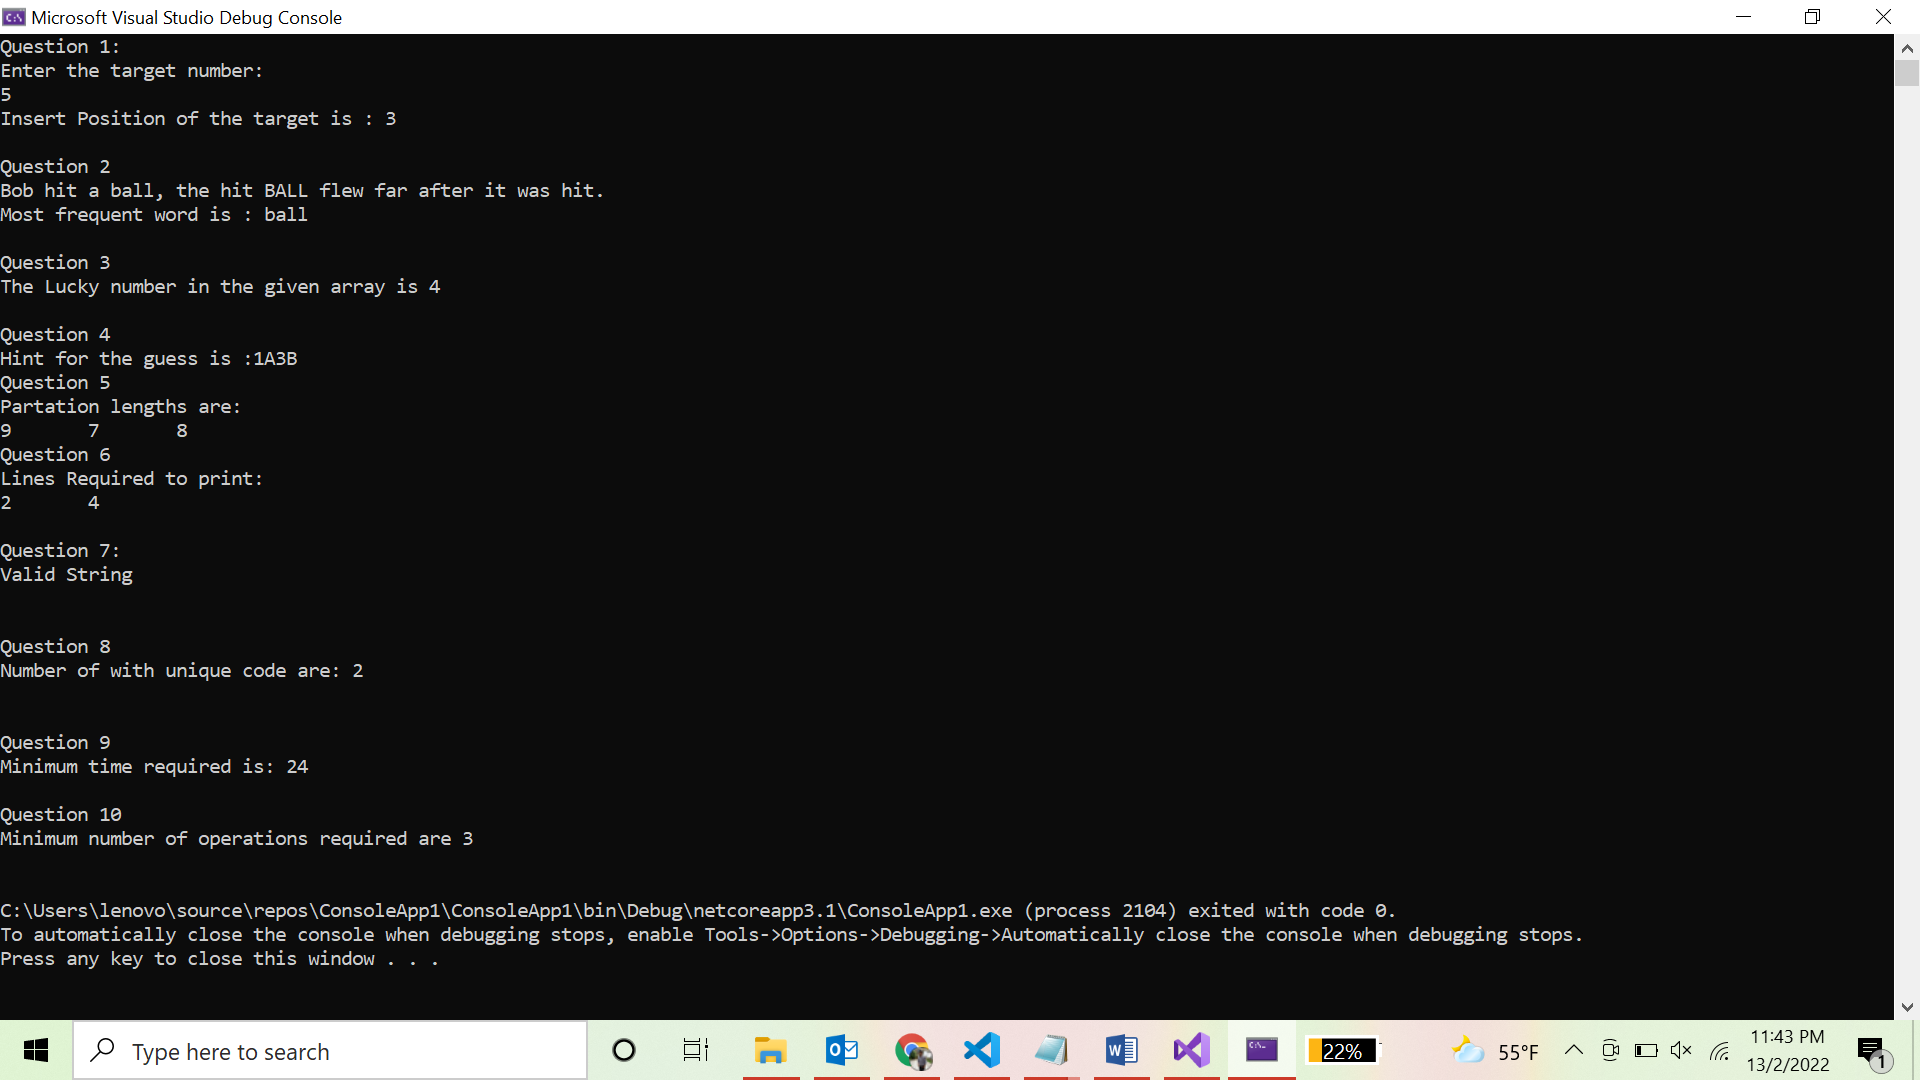 Microsoft Visual Studio Debug Console
Question 1:
Enter the target number:
5
Insert Position of the target is : 3
Question 2
Bob hit a ball, the hit BALL flew far after it was hit.
Most frequent word is : ball
Question 3
The Lucky number in the given array is 4
Question 4
Hint for the guess is :1A3B
Question 5
Partation lengths are:
9 7 8
Question 6
Lines Required to print:
2 4
Question 7:
Valid String
Question 8
Number of with unique code are: 2
Question 9
Minimum time required is: 24
Question 10
Minimum number of operations required are 3
C:\Users\lenovo\source\repos\ConsoleApp1\ConsoleApp1\bin\Debug\netcoreapp3.1\ConsoleApp1.exe (process 2104) exited with code 0.
To automatically close the console when debugging stops, enable Tools->Options->Debugging->Automatically close the console when debugging stops.
Press any key to close this window . . .
Type here to search
22%
55°F
11:43 PM
13/2/2022
1